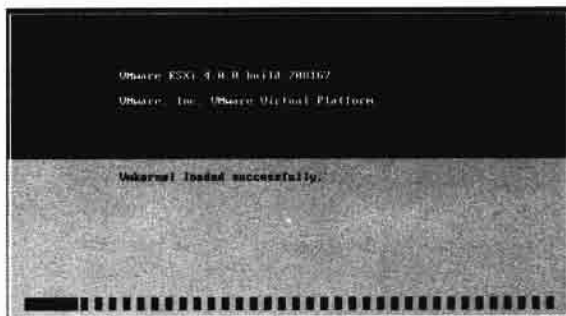 VMware ESXi 4.0.0 build 208167
VMware, Inc. VMware Virtual Platform
Vmkernel loaded successfully.